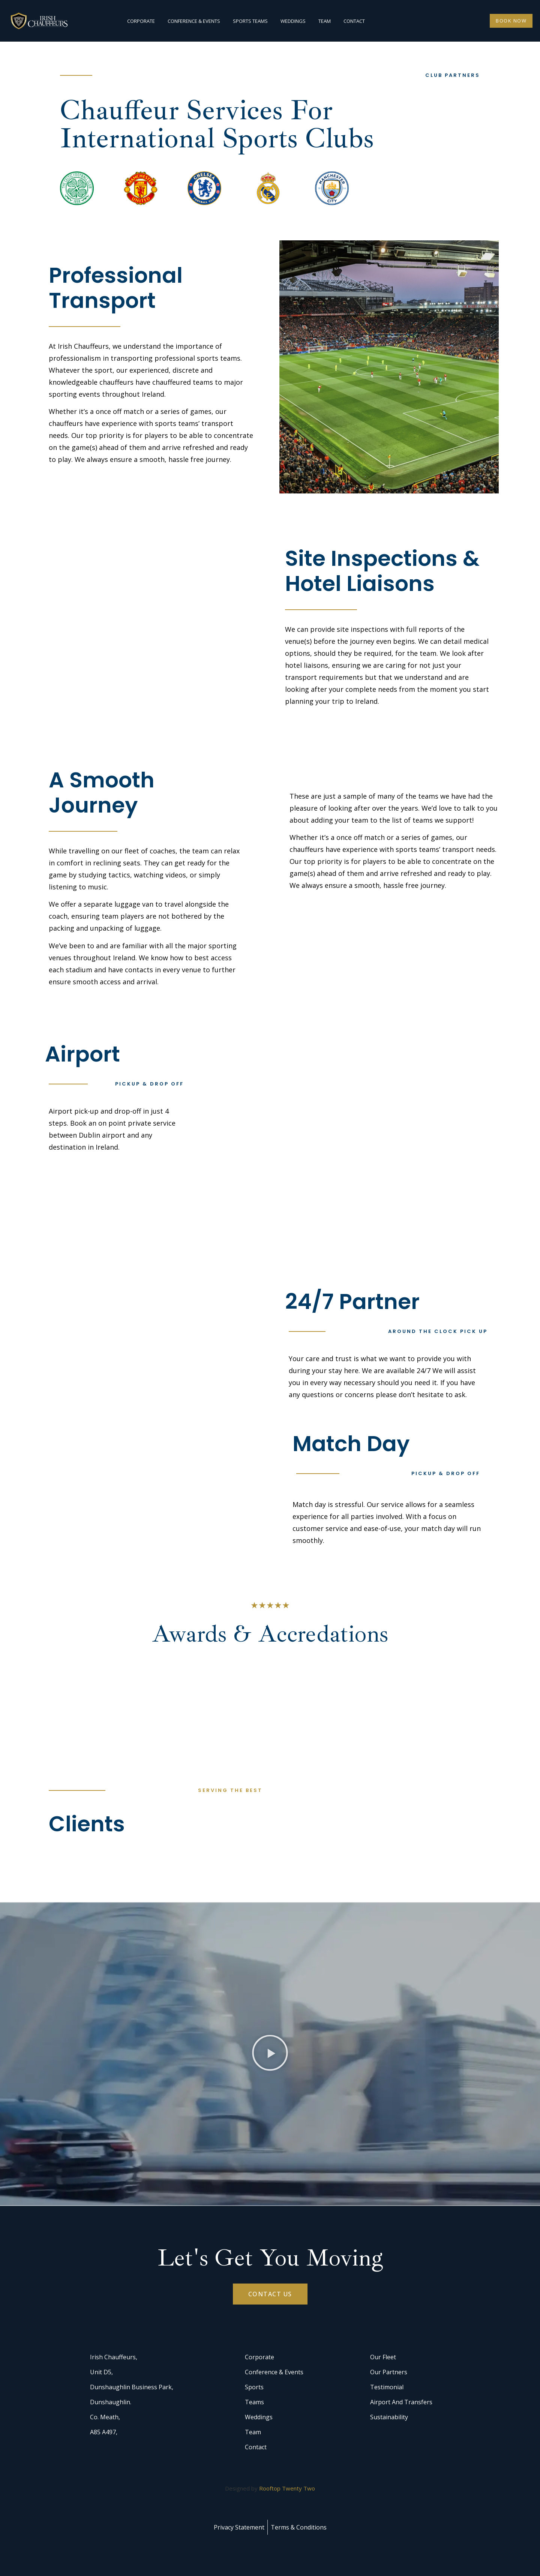 IRISH
CHAUFFEURS
CORPORATE
CONFERENCE & EVENTS
SPORTS TEAMS
WEDDINGS
TEAM
CONTACT
BOOK NOW
CLUB PARTNERS
Chauffeur Services For
International Sports Clubs
Professional
Transport
At Irish Chauffeurs, we understand the importance of
professionalism in transporting professional sports teams.
Whatever the sport, our experienced, discrete and
knowledgeable chauffeurs have chauffeured teams to major
sporting events throughout Ireland.
Whether it's a once off match or a series of games, our
chauffeurs have experience with sports teams' transport
needs. Our top priority is for players to be able to concentrate
on the game(s) ahead of them and arrive refreshed and ready
to play. We always ensure a smooth, hassle free journey.
Site Inspections &
Hotel Liaisons
We can provide site inspections with full reports of the
venue(s) before the journey even begins. We can detail medical
options, should they be required, for the team. We look after
hotel liaisons, ensuring we are caring for not just your
transport requirements but that we understand and are
looking after your complete needs from the moment you start
planning your trip to Ireland.
A Smooth
Journey
While travelling on our fleet of coaches, the team can relax
in comfort in reclining seats. They can get ready for the
game by studying tactics, watching videos, or simply
listening to music.
We offer a separate luggage van to travel alongside the
coach, ensuring team players are not bothered by the
packing and unpacking of luggage.
We've been to and are familiar with all the major sporting
venues throughout Ireland. We know how to best access
each stadium and have contacts in every venue to further
ensure smooth access and arrival.
These are just a sample of many of the teams we have had the
pleasure of looking after over the years. We'd love to talk to you
about adding your team to the list of teams we support!
Whether it's a once off match or a series of games, our
chauffeurs have experience with sports teams' transport needs.
Our top priority is for players to be able to concentrate on the
game(s) ahead of them and arrive refreshed and ready to play.
We always ensure a smooth, hassle free journey.
Airport
PICKUP & DROP OFF
Airport pick-up and drop-off in just 4
steps. Book an on point private service
between Dublin airport and any
destination in Ireland.
24/7 Partner
AROUND THE CLOCK PICK UP
Your care and trust is what we want to provide you with
during your stay here. We are available 24/7 We will assist
you in every way necessary should you need it. If you have
any questions or concerns please don't hesitate to ask.
Match Day
PICKUP & DROP OFF
Match day is stressful. Our service allows for a seamless
experience for all parties involved. With a focus on
customer service and ease-of-use, your match day will run
smoothly.
Awards & Accredations
SERVING THE BEST
Clients
Let's Get You Moving
CONTACT US
Irish Chauffeurs,
Unit D5,
Dunshaughlin Business Park,
Dunshaughlin.
Co. Meath,
A85 A497,
Corporate
Conference & Events
Sports
Teams
Weddings
Team
Contact
Our Fleet
Our Partners
Testimonial
Airport And Transfers
Sustainability
Designed by Rooftop Twenty Two
Privacy Statement
Terms & Conditions